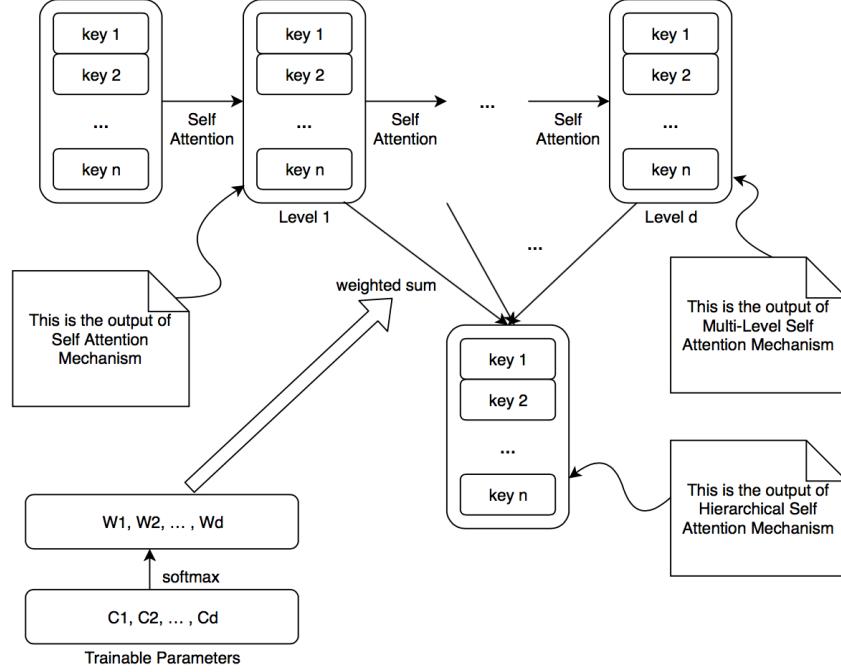 key 1
key 2
...
key n
Self
Attention
key 1
key 2
...
key n
Level 1
Self
Attention
...
Self
Attention
key 1
key 2
...
key n
Level d
This is the output of
Self Attention
Mechanism
weighted sum
...
This is the output of
Multi-Level Self
Attention Mechanism
key 1
key 2
...
key n
This is the output of
Hierarchical Self
Attention Mechanism
W1, W2, ... , Wd
softmax
C1, C2, ... , Cd
Trainable Parameters